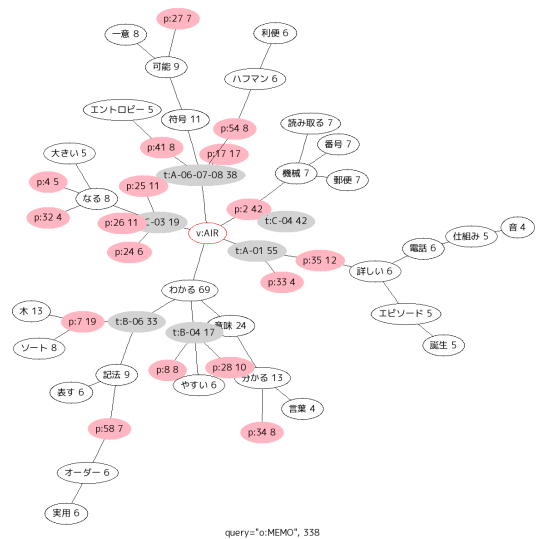 p:27 7
一意 8
利便 6
可能 9
ハフマン 6
エントロピー 5
符号 11
読み取る 7
p:54 8
大きい 5
p:41 8
p:17 17
番号 7
t:A-06-07-08 38
機械 7
郵便 7
p:4 5
p:25 11
なる 8
p:2 42
p:32 4
p:26 11
C-03 19
t:C-04 42
音 4
v:AIR
仕組み 5
p:24 6
t:A-01 55
電話 6
p:35 12
詳しい 6
p:33 4
わかる 69
木 13
エピソード 5
p:7 19
t:B-06 33
意味 24
t:B-04 17
ソート 8
誕生 5
p:8 8
p:28 10
記法 9
分かる 13
やすい 6
表す 6
言葉 4
p:58 7
p:34 8
オーダー 6
実用 6
query="o:MEMO", 338